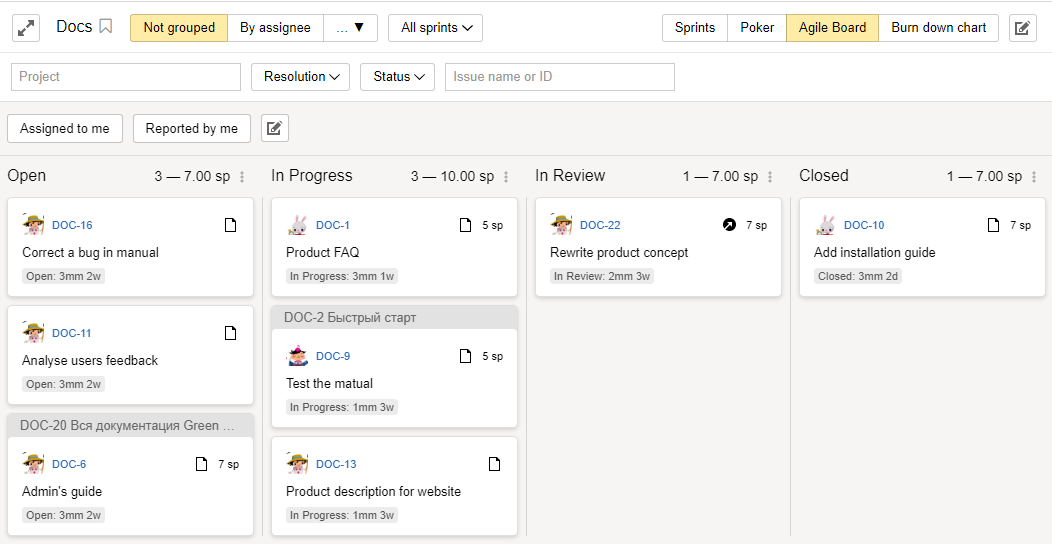 Docs Not grouped By assignee ... ▼ All sprints Sprints Poker Agile Board Burn down chart
Project Resolution Status Issue name or ID
Assigned to me Reported by me
Open 3 — 7.00 sp
DOC-16
Correct a bug in manual
Open: 3mm 2w
DOC-11
Analyse users feedback
Open: 3mm 2w
DOC-20 Вся документация Green ...
DOC-6 7 sp
Admin's guide
Open: 3mm 2w
In Progress 3 — 10.00 sp
DOC-1 5 sp
Product FAQ
In Progress: 3mm 1w
DOC-2 Быстрый старт
DOC-9 5 sp
Test the matual
In Progress: 1mm 3w
DOC-13
Product description for website
In Progress: 1mm 3w
In Review 1 — 7.00 sp
DOC-22 7 sp
Rewrite product concept
In Review: 2mm 3w
Closed 1 — 7.00 sp
DOC-10 7 sp
Add installation guide
Closed: 3mm 2d